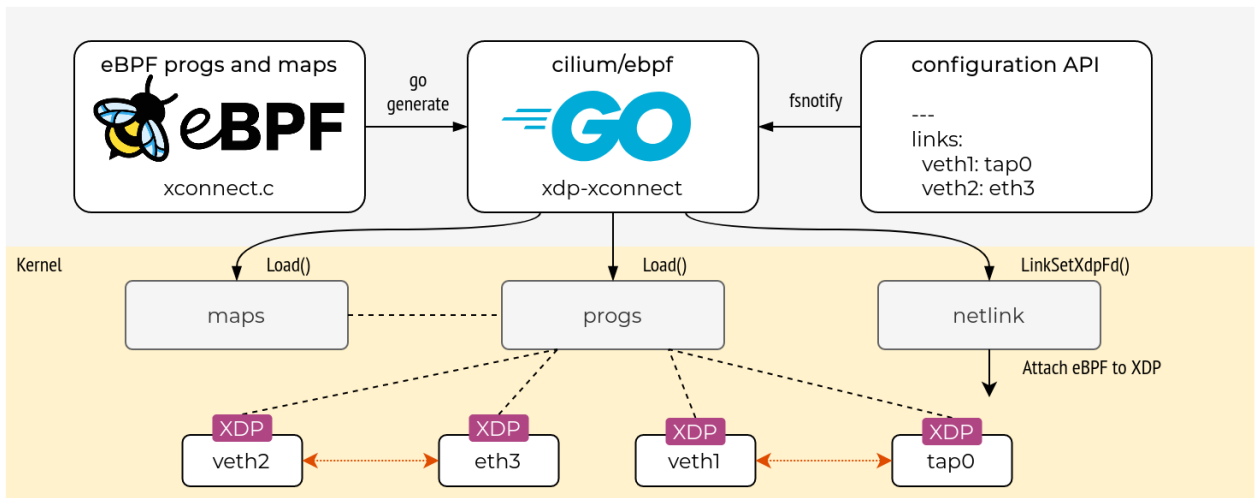 eBPF progs and maps
eBPF
xconnect.c
go
generate
cilium/ebpf
GO
xdp-xconnect
fsnotify
configuration API
---
links:
veth1: tap0
veth2: eth3
Kernel
Load()
Load()
LinkSetXdpFd()
maps
progs
netlink
Attach eBPF to XDP
XDP
XDP
XDP
XDP
veth2
eth3
veth1
tap0